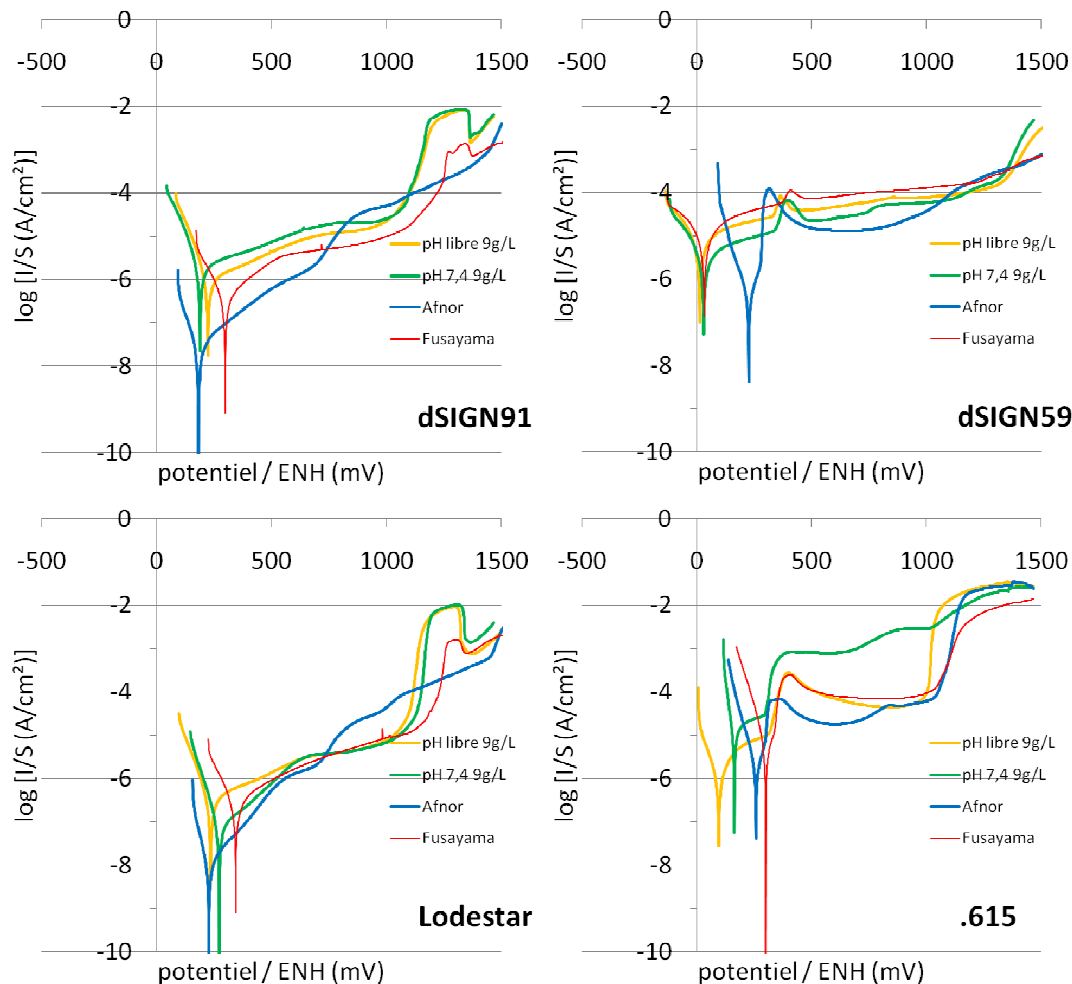 0
-500 0 500 1000 1500
-2
-4
-6
-8
-10
log [I/S (A/cm²)]
pH libre 9g/L
pH 7,4 9g/L
Afnor
Fusayama
dSIGN91
potentiel / ENH (mV)
0
-500 0 500 1000 1500
-2
-4
-6
-8
-10
log [I/S (A/cm²)]
pH libre 9g/L
pH 7,4 9g/L
Afnor
Fusayama
dSIGN59
potentiel / ENH (mV)
0
-500 0 500 1000 1500
-2
-4
-6
-8
-10
log [I/S (A/cm²)]
pH libre 9g/L
pH 7,4 9g/L
Afnor
Fusayama
Lodestar
potentiel / ENH (mV)
0
-500 0 500 1000 1500
-2
-4
-6
-8
-10
log [I/S (A/cm²)]
pH libre 9g/L
pH 7,4 9g/L
Afnor
Fusayama
.615
potentiel / ENH (mV)